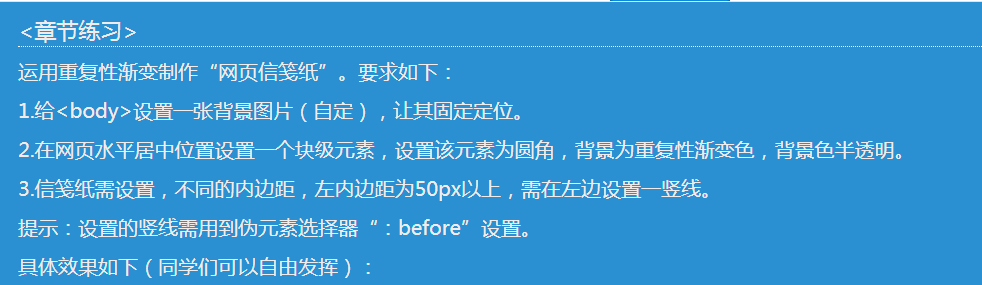 <章节练习>
运用重复性渐变制作“网页信笺纸”。要求如下：
1.给<body>设置一张背景图片（自定），让其固定定位。
2.在网页水平居中位置设置一个块级元素，设置该元素为圆角，背景为重复性渐变色，背景色半透明。
3.信笺纸需设置，不同的内边距，左内边距为50px以上，需在左边设置一竖线。
提示：设置的竖线需用到伪元素选择器“：before”设置。
具体效果如下（同学们可以自由发挥）：